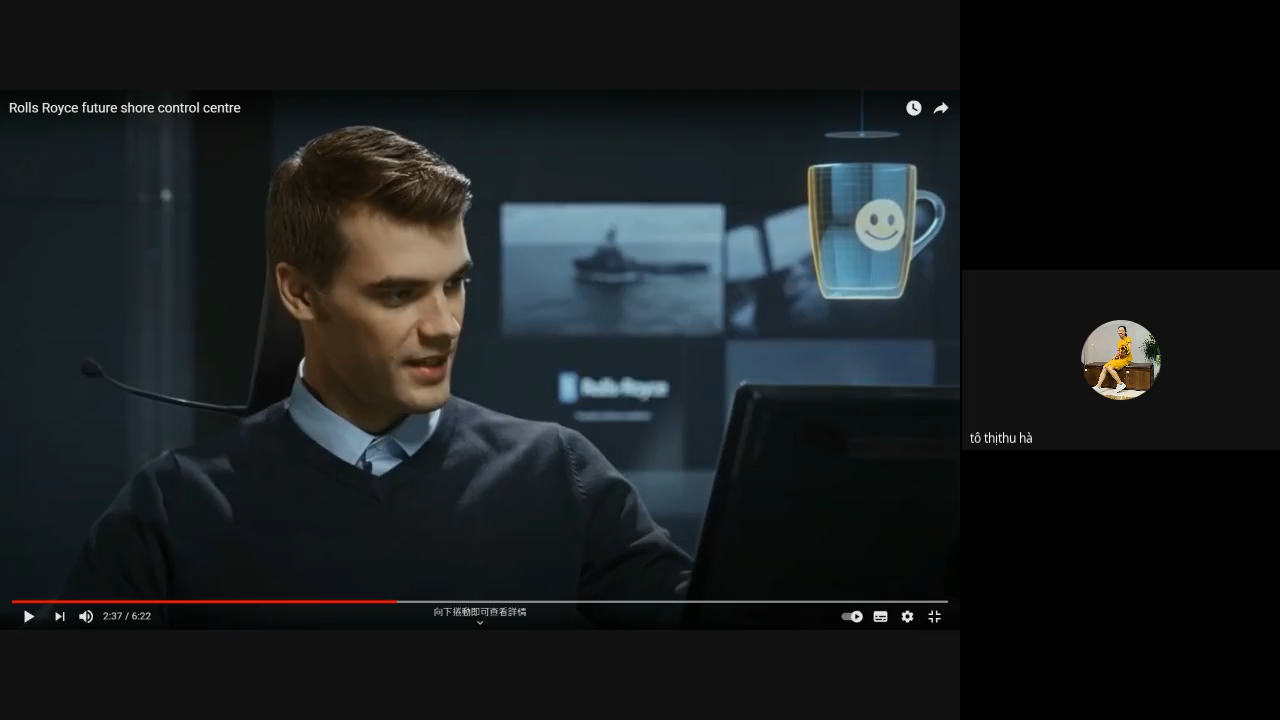 Rolls Royce future shore control centre
Rolls-Royce
2:37 / 6:22
向下捲動即可查看詳情
tô thịthu hà